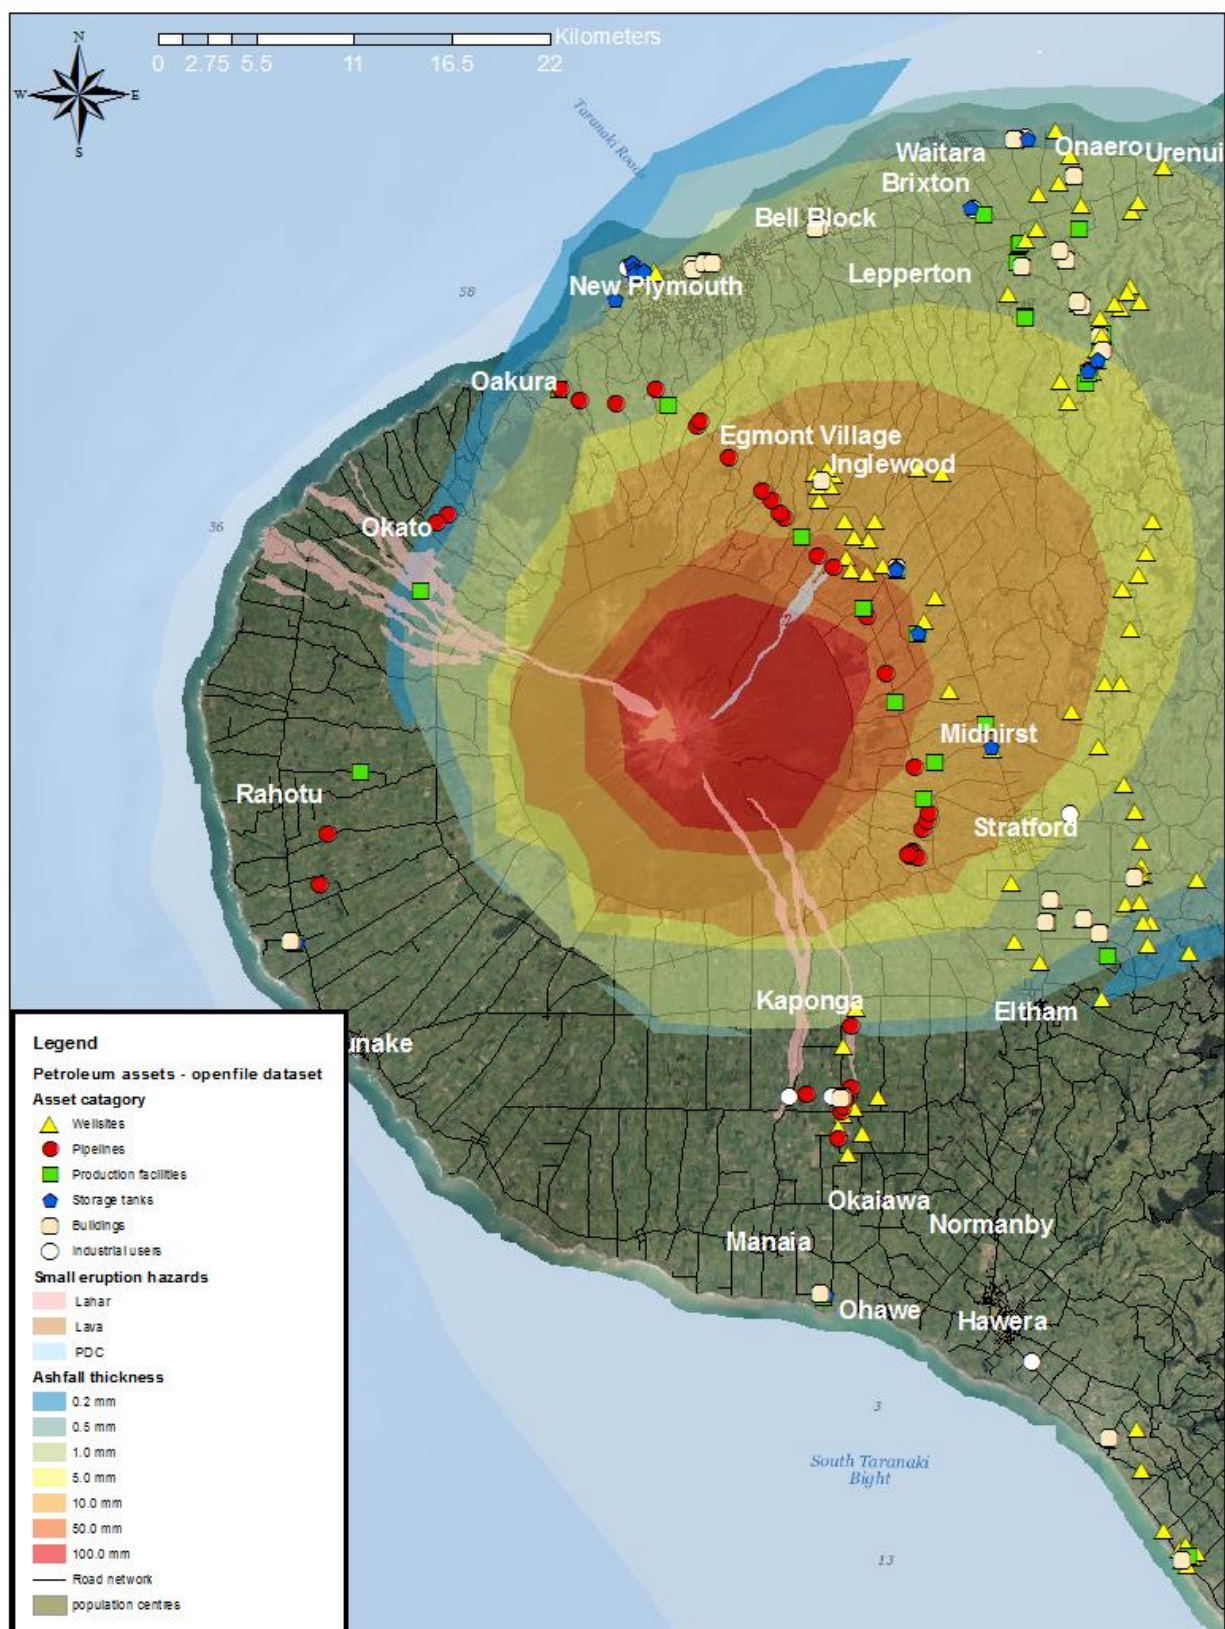 N
W E
S
Kilometers
0 2.75 5.5 11 16.5 22
Taranaki Roads
Waitara
Onaero
Urenui
Brixton
Bell Block
Lepperton
New Plymouth
58
Oakura
Egmont Village
Inglewood
36
Okato
Midhirst
Rahotu
Stratford
Kaponga
Eltham
unake
Okaiawa
Normanby
Manaia
Ohawe
Hawera
3
South Taranaki
Bight
13
Legend
Petroleum assets - openfile dataset
Asset catagory
Wellsites
Pipelines
Production facilities
Storage tanks
Buildings
Industrial users
Small eruption hazards
Lahar
Lava
PDC
Ashfall thickness
0.2 mm
0.5 mm
1.0 mm
5.0 mm
10.0 mm
50.0 mm
100.0 mm
Road network
population centres